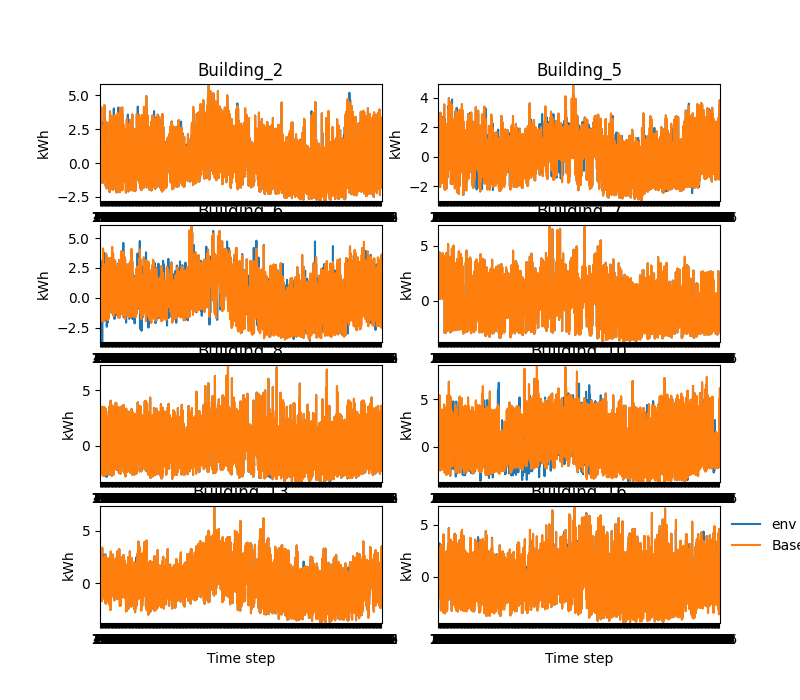 Building_2
Building_5
kWh
5.0
2.5
0.0
−2.5
kWh
4
2
0
−2
Building_6
Building_7
kWh
5.0
2.5
0.0
−2.5
kWh
5
0
Building_8
Building_10
kWh
5
0
kWh
5
0
Building_13
Building_16
kWh
5
0
kWh
5
0
env
Base
Time step
Time step